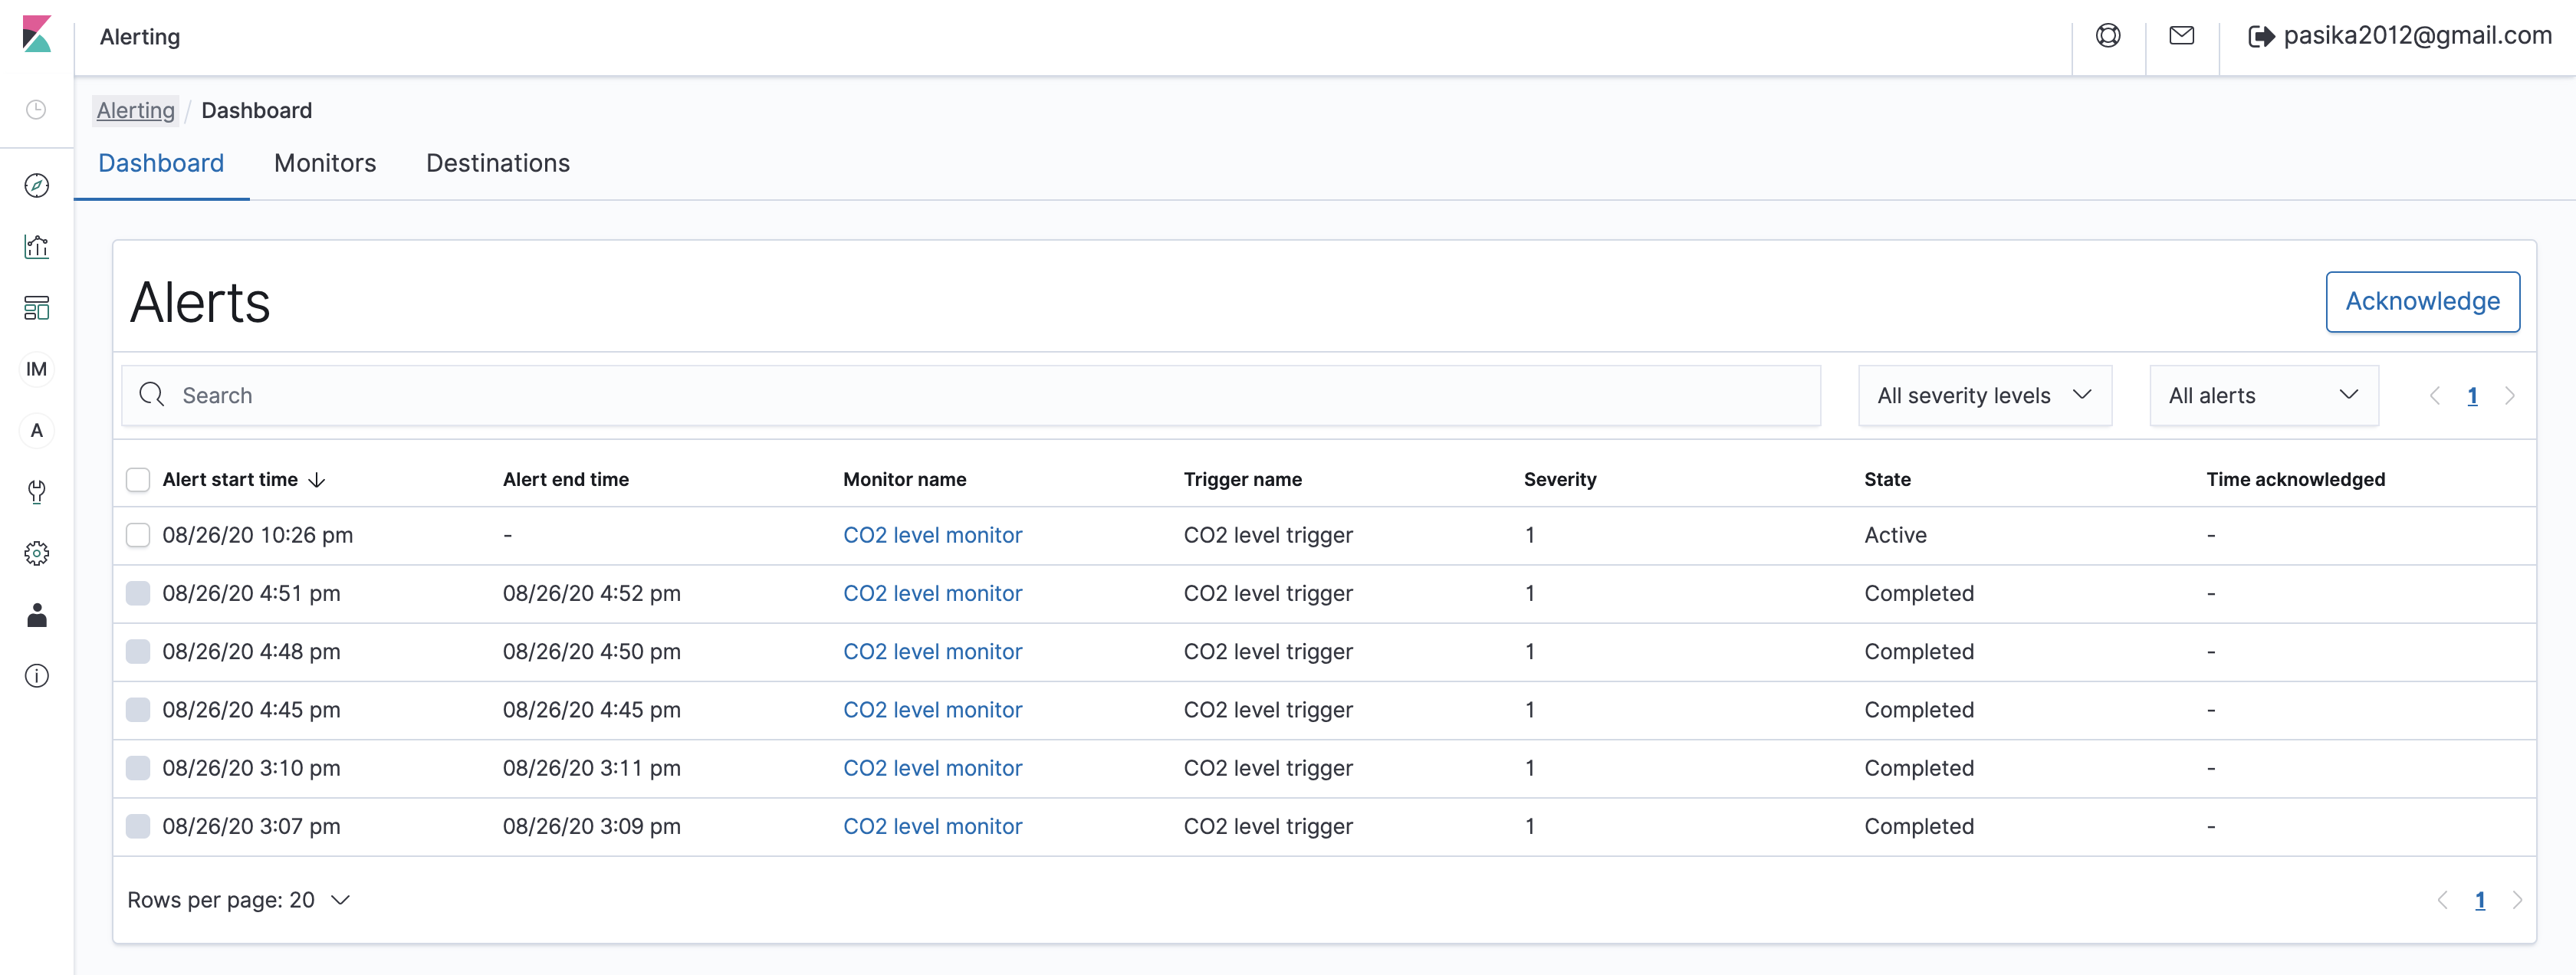 Alerting
pasika2012@gmail.com
Alerting / Dashboard
Dashboard Monitors Destinations
IM
A
Alerts
Acknowledge
Search
All severity levels
All alerts
1
Alert start time Alert end time Monitor name Trigger name Severity State Time acknowledged
08/26/20 10:26 pm - CO2 level monitor CO2 level trigger 1 Active -
08/26/20 4:51 pm 08/26/20 4:52 pm CO2 level monitor CO2 level trigger 1 Completed -
08/26/20 4:48 pm 08/26/20 4:50 pm CO2 level monitor CO2 level trigger 1 Completed -
08/26/20 4:45 pm 08/26/20 4:45 pm CO2 level monitor CO2 level trigger 1 Completed -
08/26/20 3:10 pm 08/26/20 3:11 pm CO2 level monitor CO2 level trigger 1 Completed -
08/26/20 3:07 pm 08/26/20 3:09 pm CO2 level monitor CO2 level trigger 1 Completed -
Rows per page: 20
1